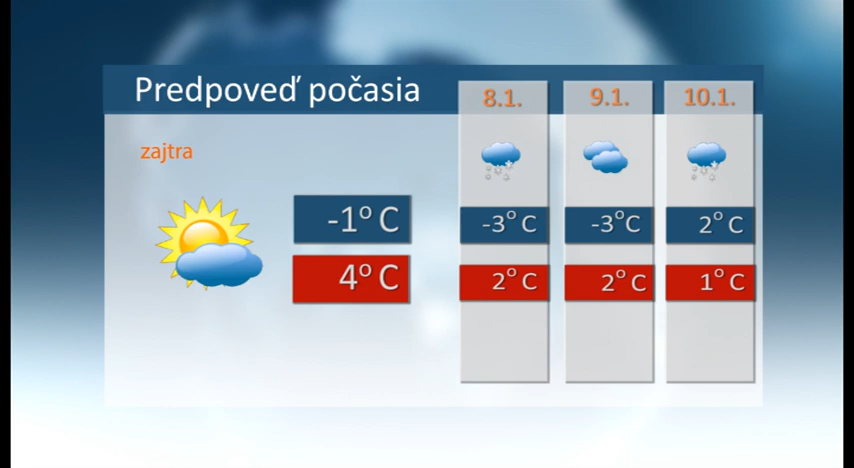 Predpoveď počasia
zajtra
-1°C
4°C
8.1. 9.1. 10.1.
-3°C -3°C 2°C
2°C 2°C 1°C